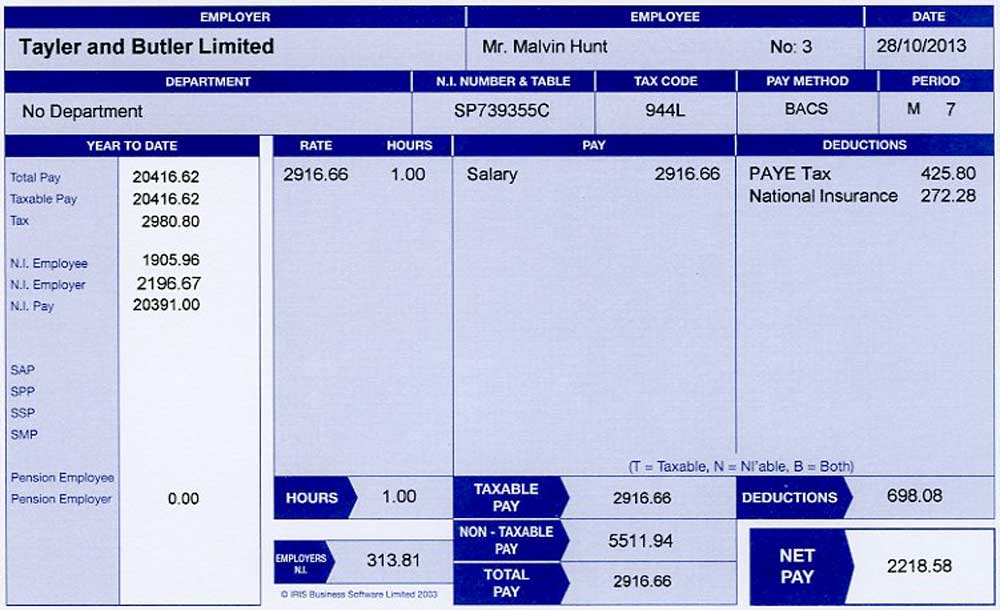 EMPLOYER EMPLOYEE DATE
Tayler and Butler Limited Mr. Malvin Hunt No: 3 28/10/2013
DEPARTMENT N.I. NUMBER & TABLE TAX CODE PAY METHOD PERIOD
No Department SP739355C 944L BACS M 7
YEAR TO DATE RATE HOURS PAY DEDUCTIONS
Total Pay 20416.62 2916.66 1.00 Salary 2916.66 PAYE Tax 425.80
Taxable Pay 20416.62 National Insurance 272.28
Tax 2980.80
N.I. Employee 1905.96
N.I. Employer 2196.67
N.I. Pay 20391.00
SAP
SPP
SSP
SMP
(T = Taxable, N = NI'able, B = Both)
Pension Employee
Pension Employer 0.00
HOURS 1.00 TAXABLE PAY 2916.66 DEDUCTIONS 698.08
NON - TAXABLE PAY 5511.94
EMPLOYERS N.I. 313.81
TOTAL PAY 2916.66
NET PAY 2218.58
© IRIS Business Software Limited 2003